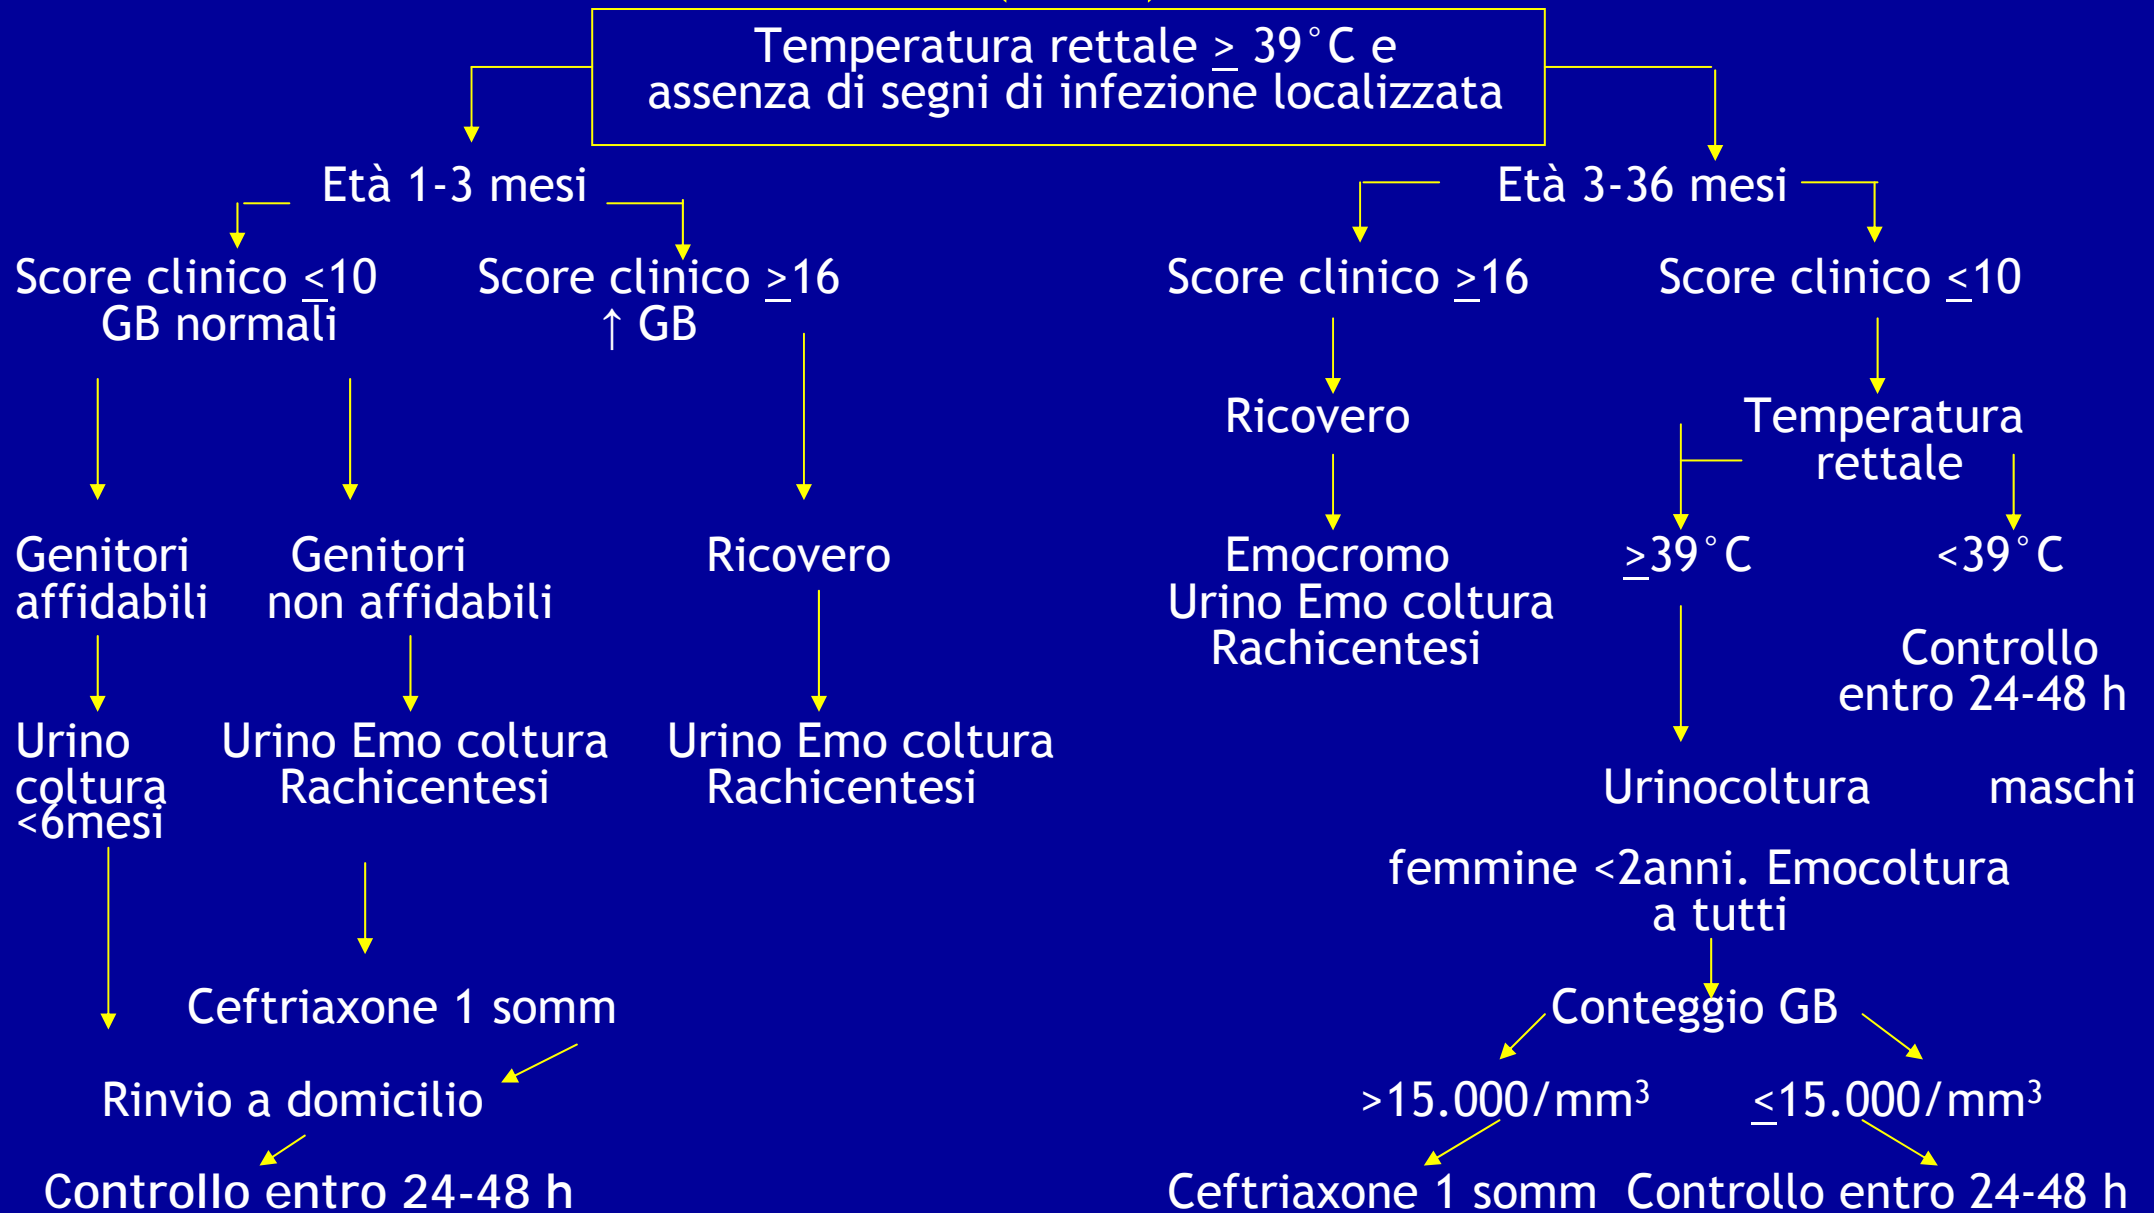 Temperatura rettale > 39°C e
assenza di segni di infezione localizzata
Età 1-3 mesi
Età 3-36 mesi
Score clinico <10
GB normali
Score clinico >16
↑ GB
Score clinico >16
Score clinico <10
Ricovero
Temperatura
rettale
Genitori
affidabili
Genitori
non affidabili
Ricovero
Emocromo
Urino Emo coltura
Rachicentesi
>39°C
<39°C
Controllo
entro 24-48 h
Urino
coltura
<6mesi
Urino Emo coltura
Rachicentesi
Urino Emo coltura
Rachicentesi
Urinocoltura maschi
femmine <2anni. Emocoltura
a tutti
Ceftriaxone 1 somm
Conteggio GB
Rinvio a domicilio
>15.000/mm³
<15.000/mm³
Controllo entro 24-48 h
Ceftriaxone 1 somm
Controllo entro 24-48 h